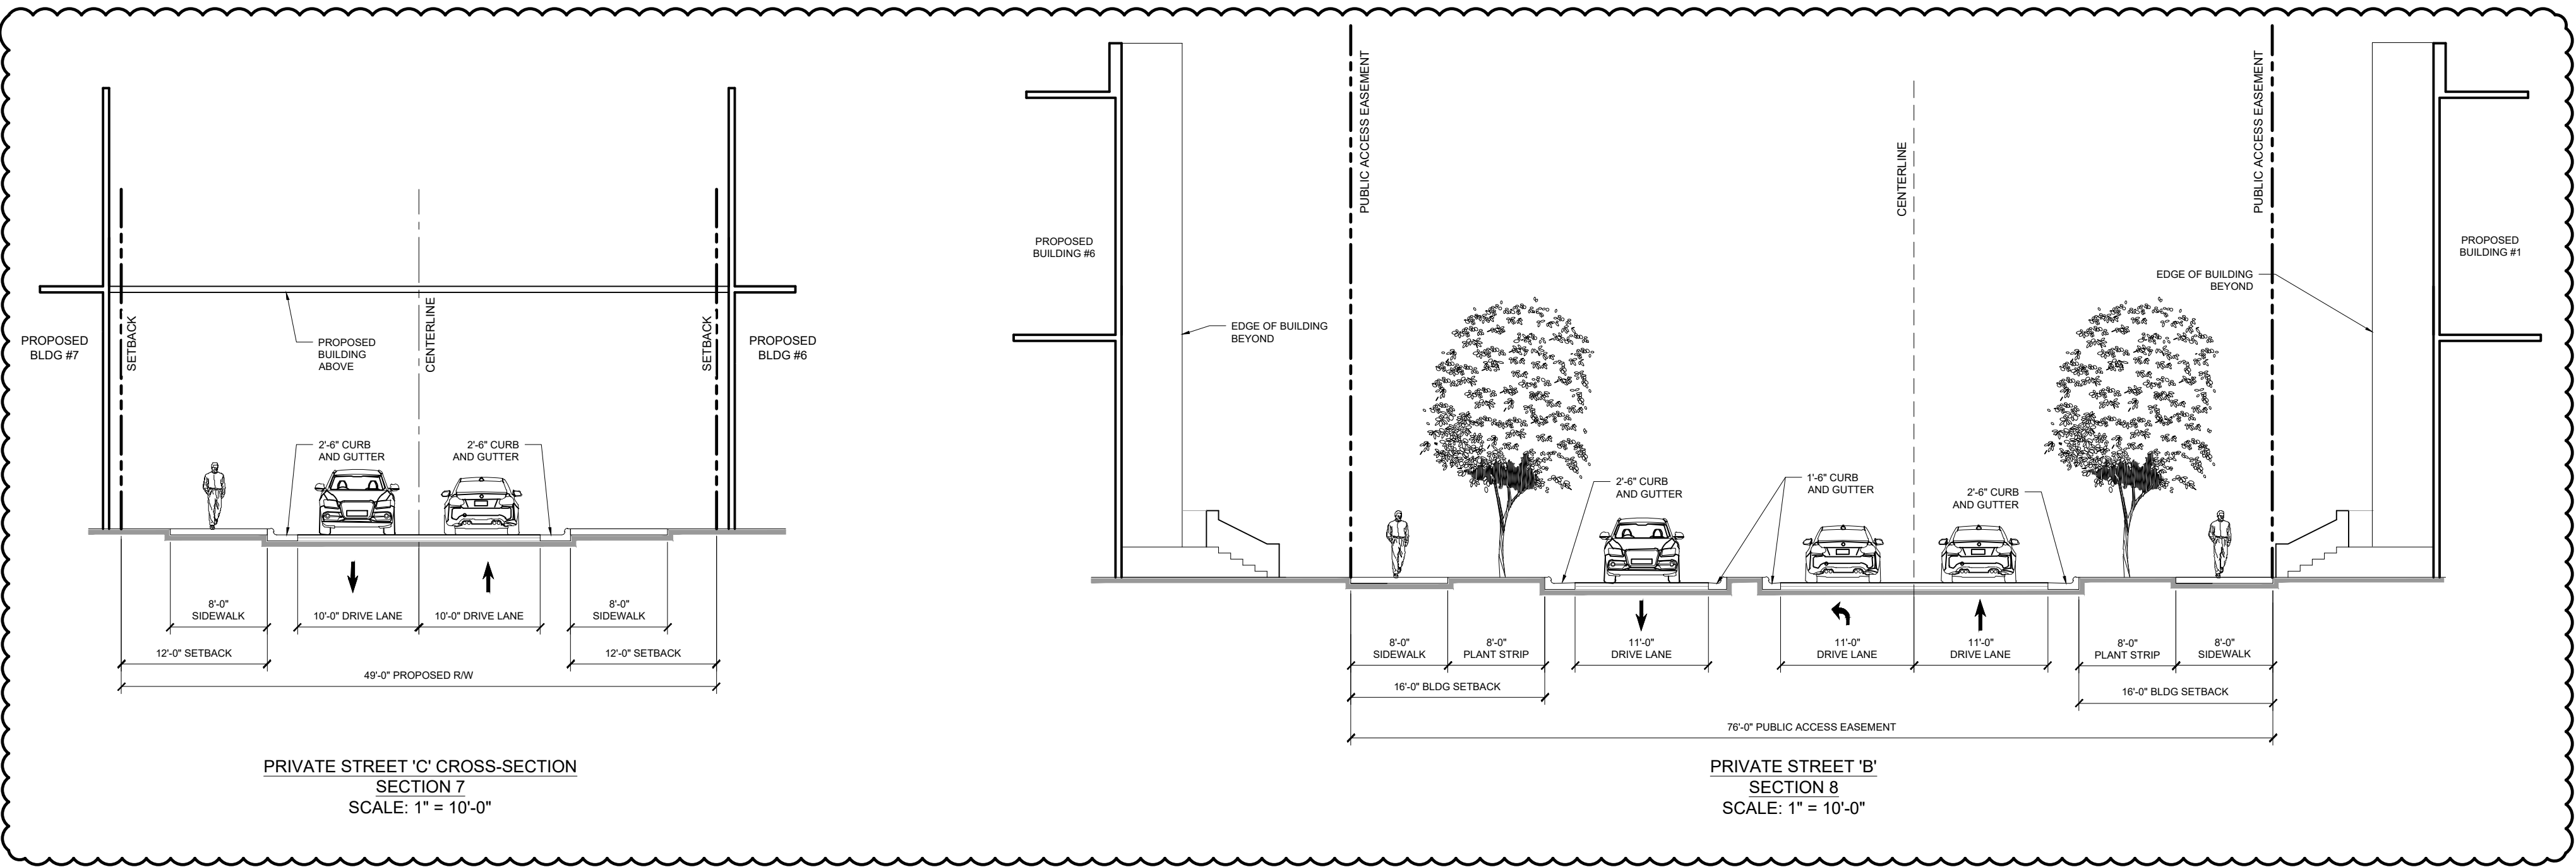 PROPOSED
BLDG #7
SETBACK
PROPOSED
BUILDING
ABOVE
CENTERLINE
SETBACK
PROPOSED
BLDG #6
2'-6" CURB
AND GUTTER
2'-6" CURB
AND GUTTER
8'-0"
SIDEWALK
10'-0" DRIVE LANE
10'-0" DRIVE LANE
8'-0"
SIDEWALK
12'-0" SETBACK
12'-0" SETBACK
49'-0" PROPOSED R/W
PRIVATE STREET 'C' CROSS-SECTION
SECTION 7
SCALE: 1" = 10'-0"
PROPOSED
BUILDING #6
EDGE OF BUILDING
BEYOND
PUBLIC ACCESS EASEMENT
CENTERLINE
PUBLIC ACCESS EASEMENT
EDGE OF BUILDING
BEYOND
PROPOSED
BUILDING #1
2'-6" CURB
AND GUTTER
1'-6" CURB
AND GUTTER
2'-6" CURB
AND GUTTER
8'-0"
SIDEWALK
8'-0"
PLANT STRIP
11'-0"
DRIVE LANE
11'-0"
DRIVE LANE
11'-0"
DRIVE LANE
8'-0"
PLANT STRIP
8'-0"
SIDEWALK
16'-0" BLDG SETBACK
16'-0" BLDG SETBACK
76'-0" PUBLIC ACCESS EASEMENT
PRIVATE STREET 'B'
SECTION 8
SCALE: 1" = 10'-0"